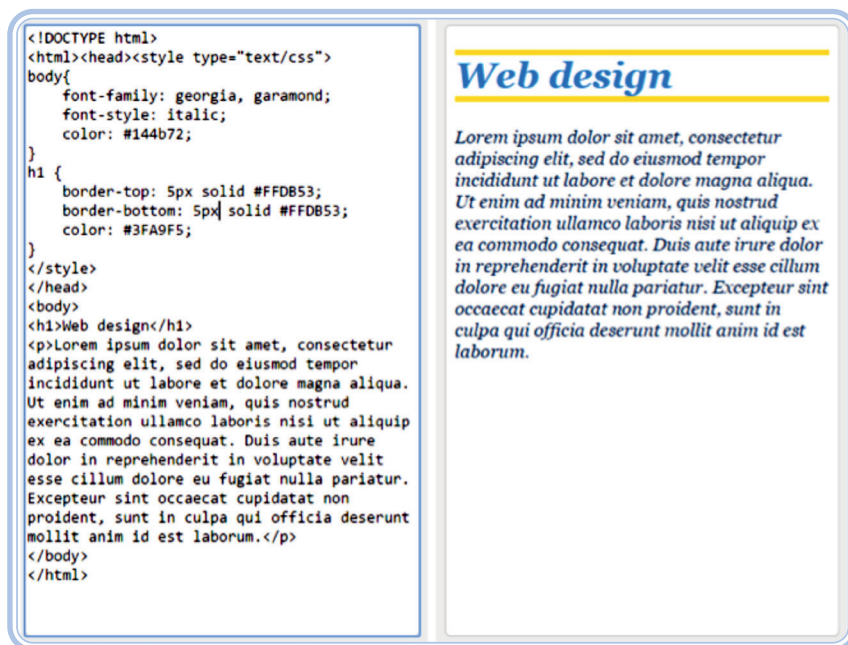 <!DOCTYPE html>
<html><head><style type="text/css">
body{
    font-family: georgia, garamond;
    font-style: italic;
    color: #144b72;
}
h1 {
    border-top: 5px solid #FFDB53;
    border-bottom: 5px solid #FFDB53;
    color: #3FA9F5;
}
</style>
</head>
<body>
<h1>Web design</h1>
<p>Lorem ipsum dolor sit amet, consectetur
adipiscing elit, sed do eiusmod tempor
incididunt ut labore et dolore magna aliqua.
Ut enim ad minim veniam, quis nostrud
exercitation ullamco laboris nisi ut aliquip
ex ea commodo consequat. Duis aute irure
dolor in reprehenderit in voluptate velit
esse cillum dolore eu fugiat nulla pariatur.
Excepteur sint occaecat cupidatat non
proident, sunt in culpa qui officia deserunt
mollit anim id est laborum.</p>
</body>
</html>
Web design
Lorem ipsum dolor sit amet, consectetur
adipiscing elit, sed do eiusmod tempor
incididunt ut labore et dolore magna aliqua.
Ut enim ad minim veniam, quis nostrud
exercitation ullamco laboris nisi ut aliquip ex
ea commodo consequat. Duis aute irure dolor
in reprehenderit in voluptate velit esse cillum
dolore eu fugiat nulla pariatur. Excepteur sint
occaecat cupidatat non proident, sunt in
culpa qui officia deserunt mollit anim id est
laborum.